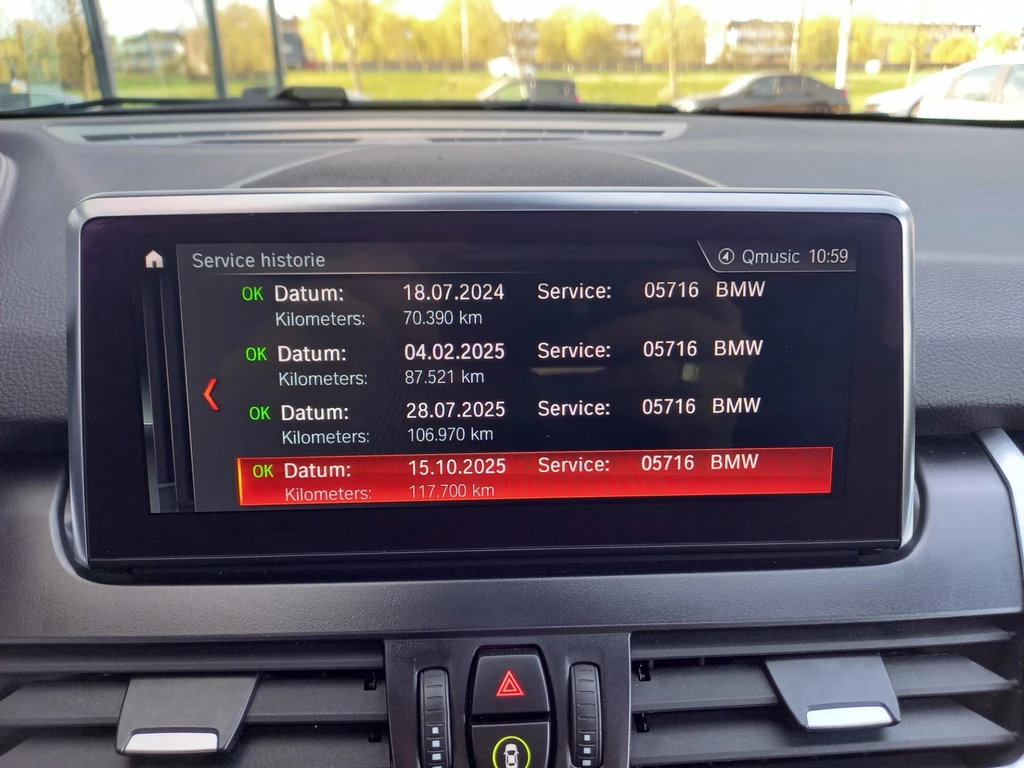 Service historie Qmusic 10:59
OK Datum: 18.07.2024 Service: 05716 BMW
Kilometers: 70.390 km
OK Datum: 04.02.2025 Service: 05716 BMW
Kilometers: 87.521 km
OK Datum: 28.07.2025 Service: 05716 BMW
Kilometers: 106.970 km
OK Datum: 15.10.2025 Service: 05716 BMW
Kilometers: 117.700 km